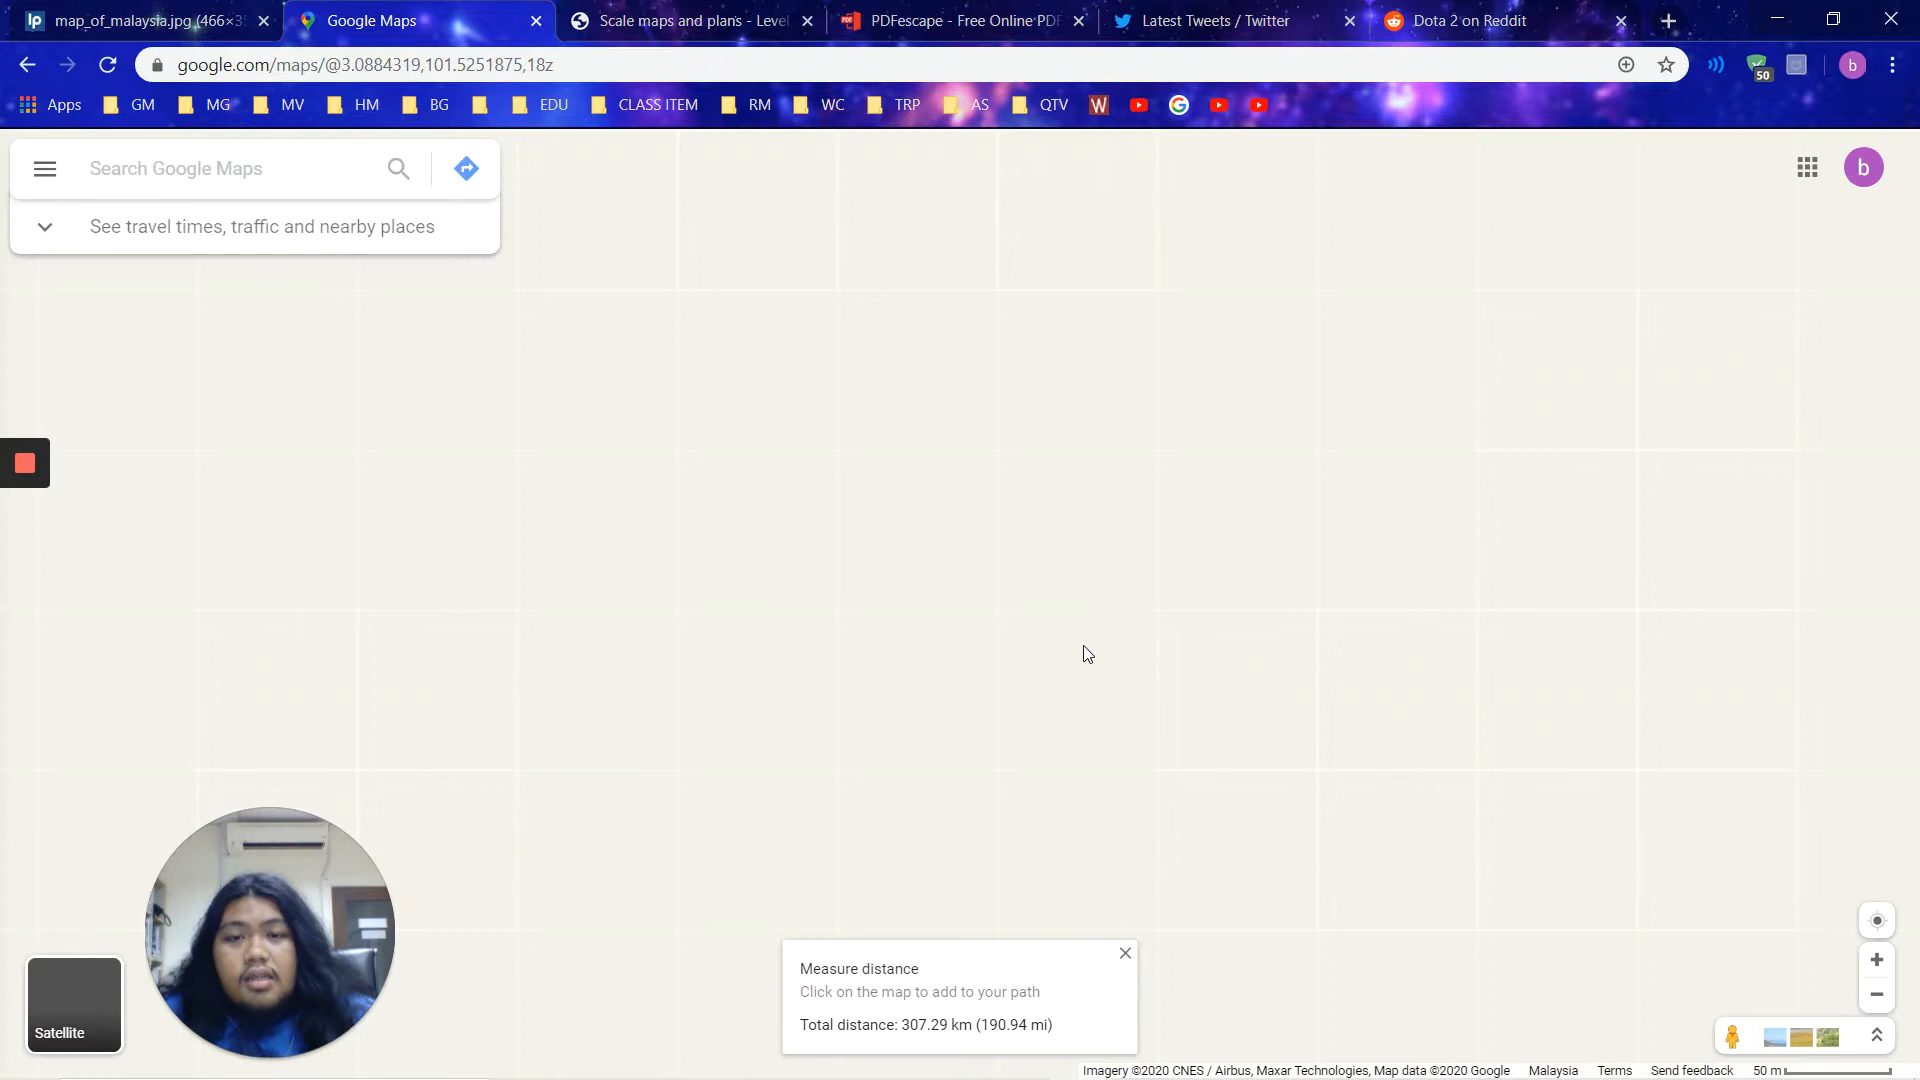 map_of_malaysia.jpg (466×3
Google Maps
Scale maps and plans - Level
PDFescape - Free Online PDF
Latest Tweets / Twitter
Dota 2 on Reddit
google.com/maps/@3.0884319,101.5251875,18z
50
b
Apps
GM
MG
MV
HM
BG
EDU
CLASS ITEM
RM
WC
TRP
AS
QTV
Search Google Maps
b
See travel times, traffic and nearby places
Measure distance
Click on the map to add to your path
Total distance: 307.29 km (190.94 mi)
Satellite
Imagery ©2020 CNES / Airbus, Maxar Technologies, Map data ©2020 Google
Malaysia
Terms
Send feedback
50 m